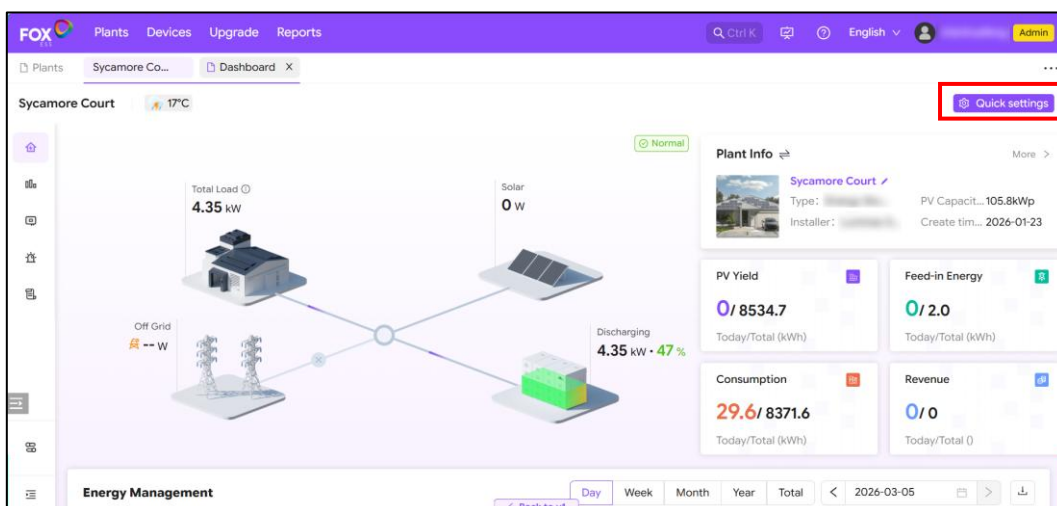 FOX ESS Plants Devices Upgrade Reports Ctrl K English Admin
Plants Sycamore Co... Dashboard X ...
Sycamore Court 17°C Quick settings
Normal
Total Load
4.35 kW
Solar
0 W
Off Grid
-- W
Discharging
4.35 kW · 47 %
Plant Info More >
Sycamore Court
Type: PV Capacit... 105.8kWp
Installer: Create tim... 2026-01-23
PV Yield
0/ 8534.7
Today/Total (kWh)
Feed-in Energy
0/ 2.0
Today/Total (kWh)
Consumption
29.6/ 8371.6
Today/Total (kWh)
Revenue
0/ 0
Today/Total ()
Energy Management Day Week Month Year Total < 2026-03-05 >
< Back to v1